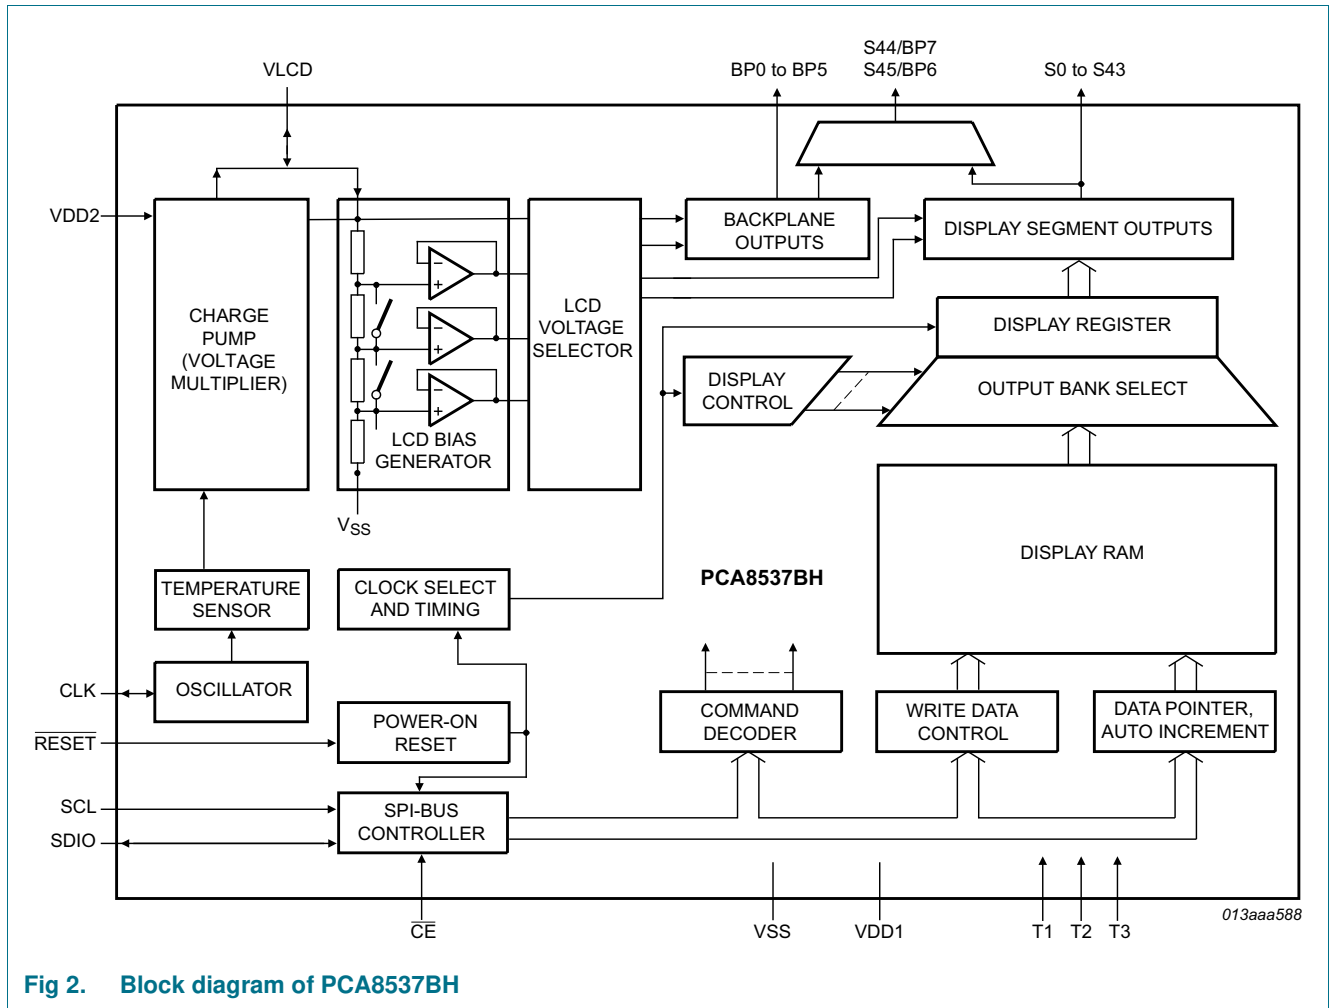 S44/BP7
VLCD
BP0 to BP5
S45/BP6
S0 to S43
VDD2
BACKPLANE
OUTPUTS
DISPLAY SEGMENT OUTPUTS
−
+
−
+
−
+
CHARGE
PUMP
(VOLTAGE
MULTIPLIER)
LCD
VOLTAGE
SELECTOR
DISPLAY REGISTER
DISPLAY
CONTROL
OUTPUT BANK SELECT
LCD BIAS
GENERATOR
VSS
DISPLAY RAM
PCA8537BH
TEMPERATURE
SENSOR
CLOCK SELECT
AND TIMING
CLK
OSCILLATOR
POWER-ON
RESET
COMMAND
DECODER
WRITE DATA
CONTROL
DATA POINTER,
AUTO INCREMENT
RESET
SCL
SDIO
SPI-BUS
CONTROLLER
CE
VSS
VDD1
T1
T2
T3
013aaa588
Fig 2. Block diagram of PCA8537BH